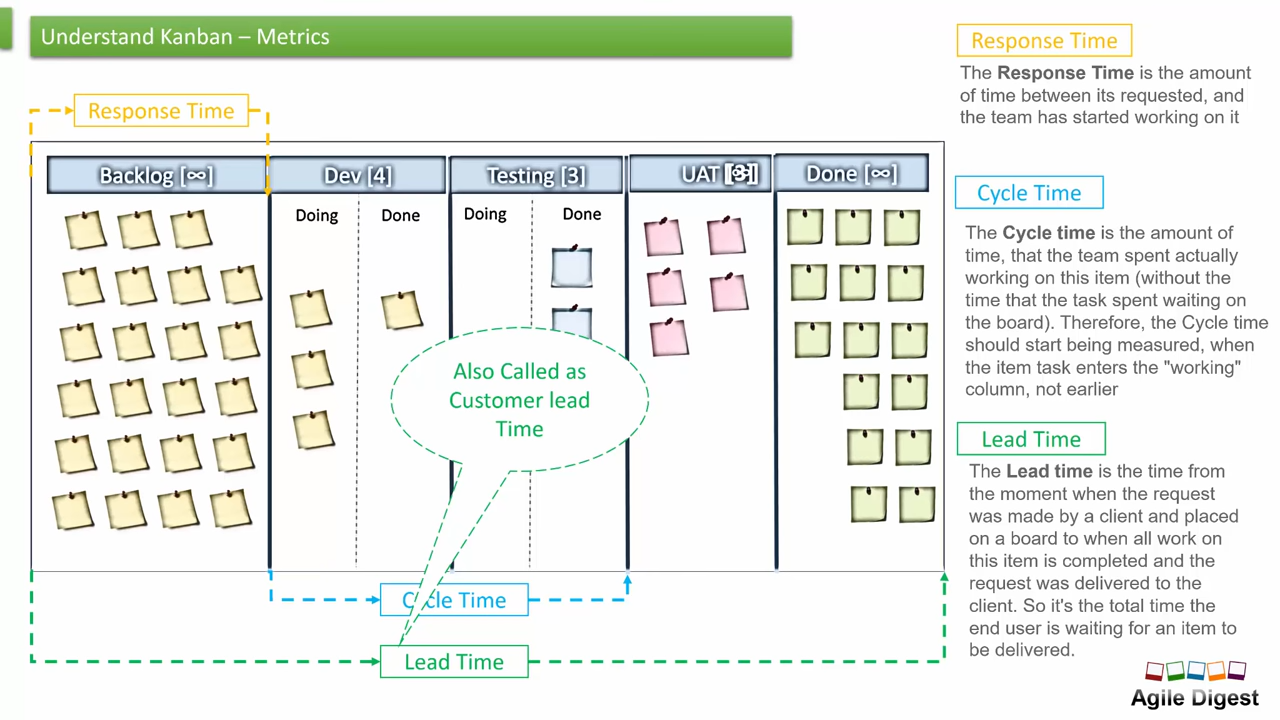 Understand Kanban – Metrics
Response Time
Backlog [∞]
Dev [4]
Testing [3]
UAT
Done [∞]
Doing
Done
Doing
Done
Also Called as
Customer lead
Time
Cycle Time
Lead Time
Response Time
The Response Time is the amount
of time between its requested, and
the team has started working on it
Cycle Time
The Cycle time is the amount of
time, that the team spent actually
working on this item (without the
time that the task spent waiting on
the board). Therefore, the Cycle time
should start being measured, when
the item task enters the "working"
column, not earlier
Lead Time
The Lead time is the time from
the moment when the request
was made by a client and placed
on a board to when all work on
this item is completed and the
request was delivered to the
client. So it's the total time the
end user is waiting for an item to
be delivered.
Agile Digest